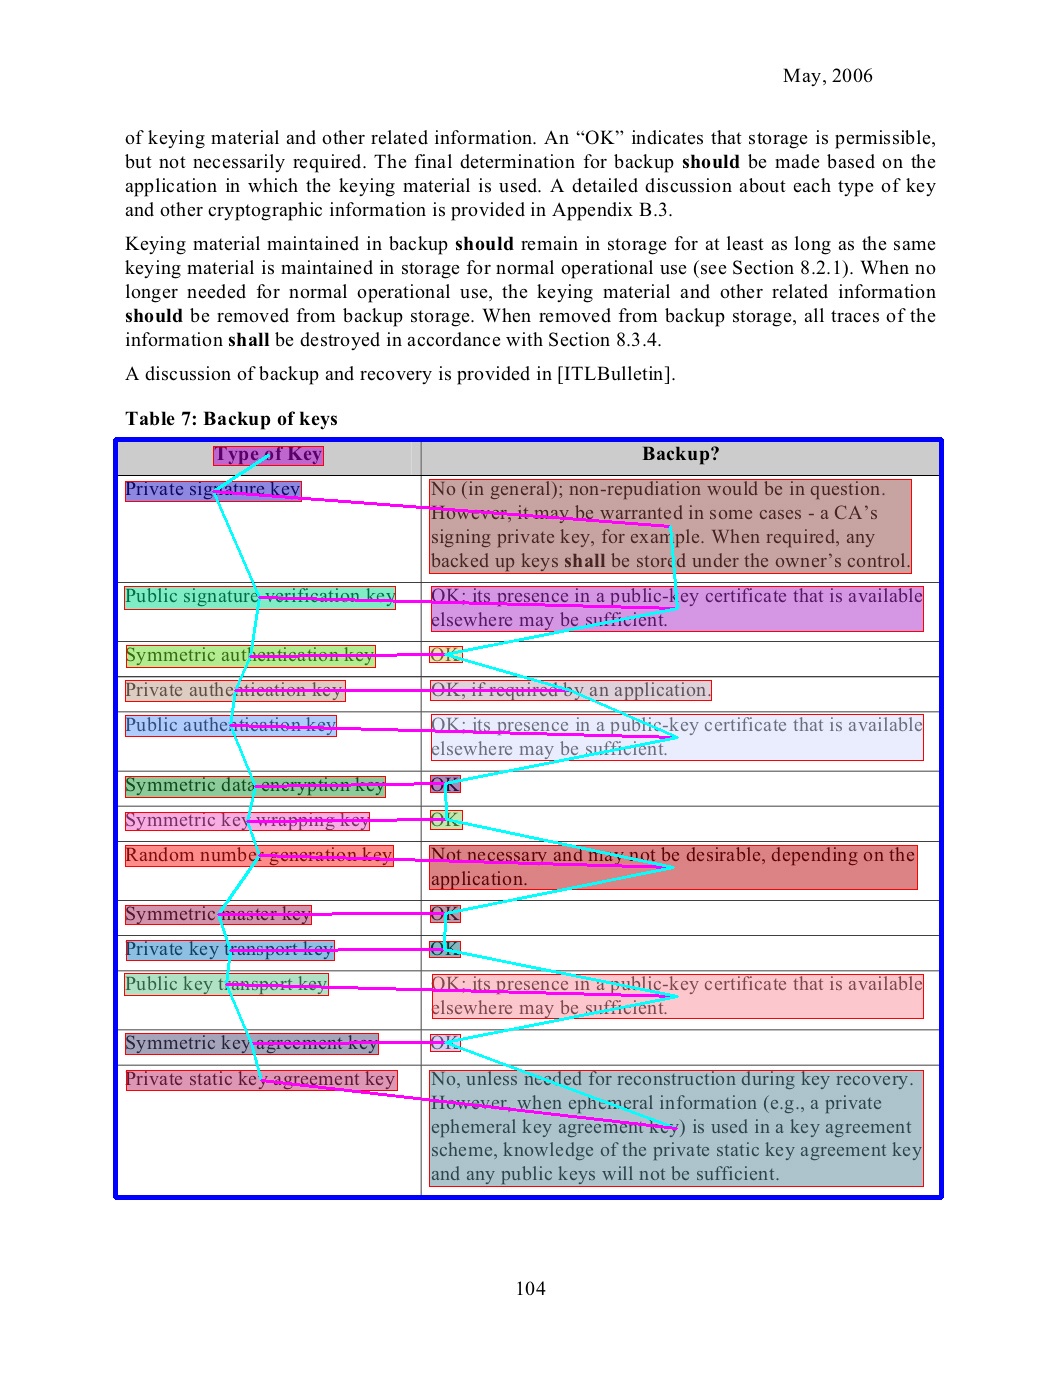 May, 2006
of keying material and other related information. An “OK” indicates that storage is permissible,
but not necessarily required. The final determination for backup should be made based on the
application in which the keying material is used. A detailed discussion about each type of key
and other cryptographic information is provided in Appendix B.3.
Keying material maintained in backup should remain in storage for at least as long as the same
keying material is maintained in storage for normal operational use (see Section 8.2.1). When no
longer needed for normal operational use, the keying material and other related information
should be removed from backup storage. When removed from backup storage, all traces of the
information shall be destroyed in accordance with Section 8.3.4.
A discussion of backup and recovery is provided in [ITLBulletin].
Table 7: Backup of keys
Type of Key Backup?
Private signature key No (in general); non-repudiation would be in question.
However, it may be warranted in some cases - a CA’s
signing private key, for example. When required, any
backed up keys shall be stored under the owner’s control.
Public signature verification key OK; its presence in a public-key certificate that is available
elsewhere may be sufficient.
Symmetric authentication key OK
Private authentication key OK, if required by an application.
Public authentication key OK; its presence in a public-key certificate that is available
elsewhere may be sufficient.
Symmetric data encryption key OK
Symmetric key wrapping key OK
Random number generation key Not necessary and may not be desirable, depending on the
application.
Symmetric master key OK
Private key transport key OK
Public key transport key OK; its presence in a public-key certificate that is available
elsewhere may be sufficient.
Symmetric key agreement key OK
Private static key agreement key No, unless needed for reconstruction during key recovery.
However, when ephemeral information (e.g., a private
ephemeral key agreement key) is used in a key agreement
scheme, knowledge of the private static key agreement key
and any public keys will not be sufficient.
104